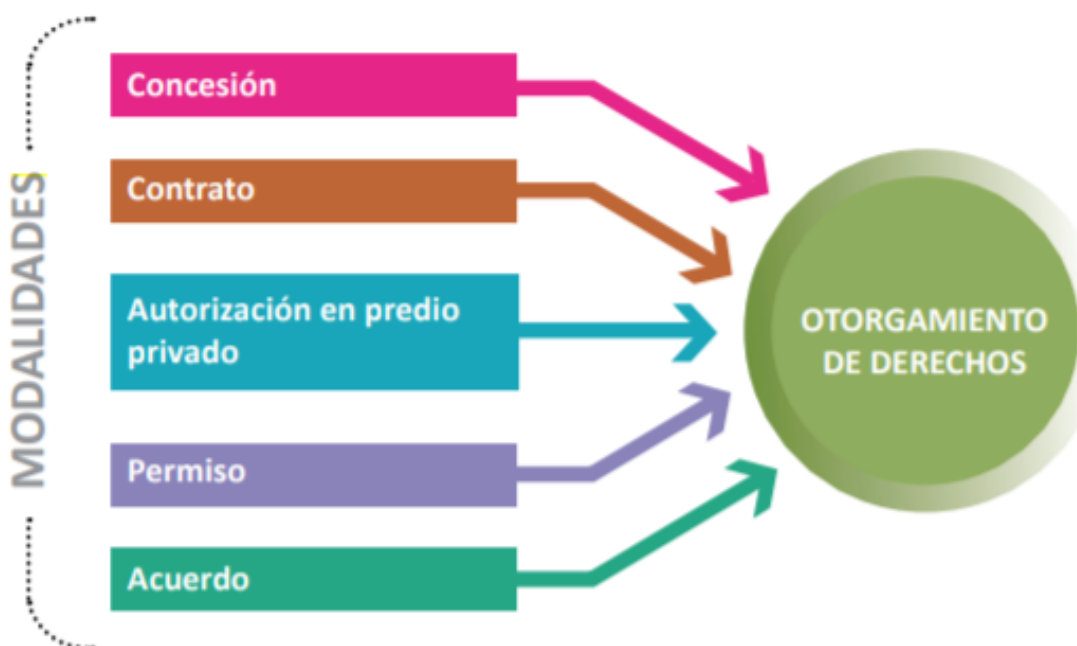 MODALIDADES
Concesión
Contrato
Autorización en predio
privado
Permiso
Acuerdo
OTORGAMIENTO
DE DERECHOS